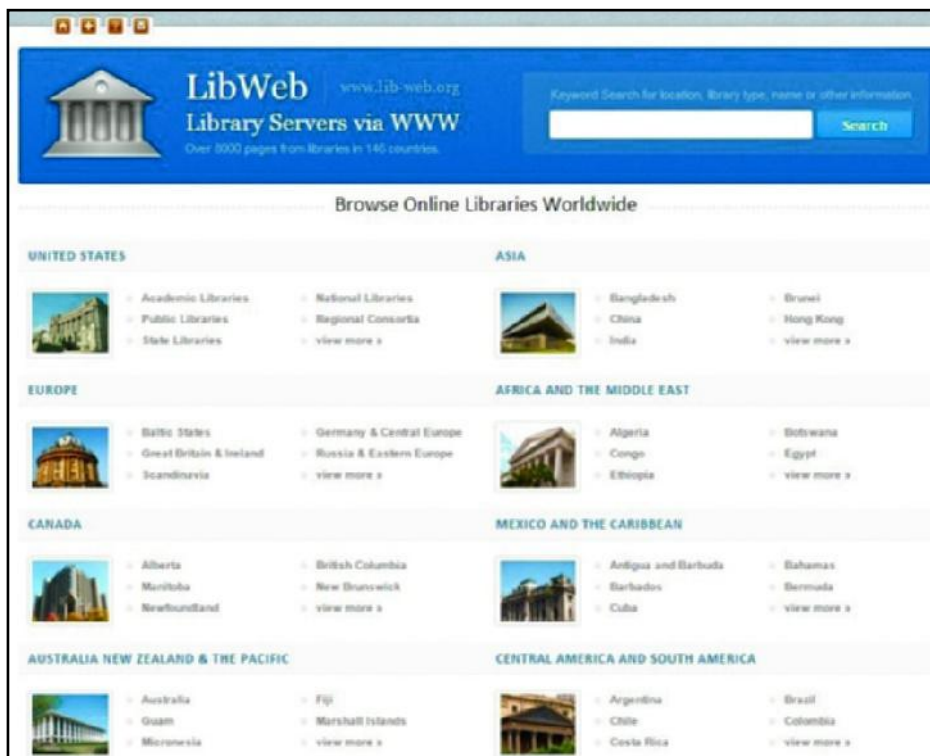 LibWeb www.lib-web.org
Library Servers via WWW
Over 8000 pages from libraries in 146 countries.
Keyword Search for location, library type, name or other information.
Search
Browse Online Libraries Worldwide
UNITED STATES
Academic Libraries
Public Libraries
State Libraries
National Libraries
Regional Consortia
view more »
ASIA
Bangladesh
China
India
Brunei
Hong Kong
view more »
EUROPE
Baltic States
Great Britain & Ireland
Scandinavia
Germany & Central Europe
Russia & Eastern Europe
view more »
AFRICA AND THE MIDDLE EAST
Algeria
Congo
Ethiopia
Botswana
Egypt
view more »
CANADA
Alberta
Manitoba
Newfoundland
British Columbia
New Brunswick
view more »
MEXICO AND THE CARIBBEAN
Antigua and Barbuda
Barbados
Cuba
Bahamas
Bermuda
view more »
AUSTRALIA NEW ZEALAND & THE PACIFIC
Australia
Guam
Micronesia
Fiji
Marshall Islands
view more »
CENTRAL AMERICA AND SOUTH AMERICA
Argentina
Chile
Costa Rica
Brazil
Colombia
view more »